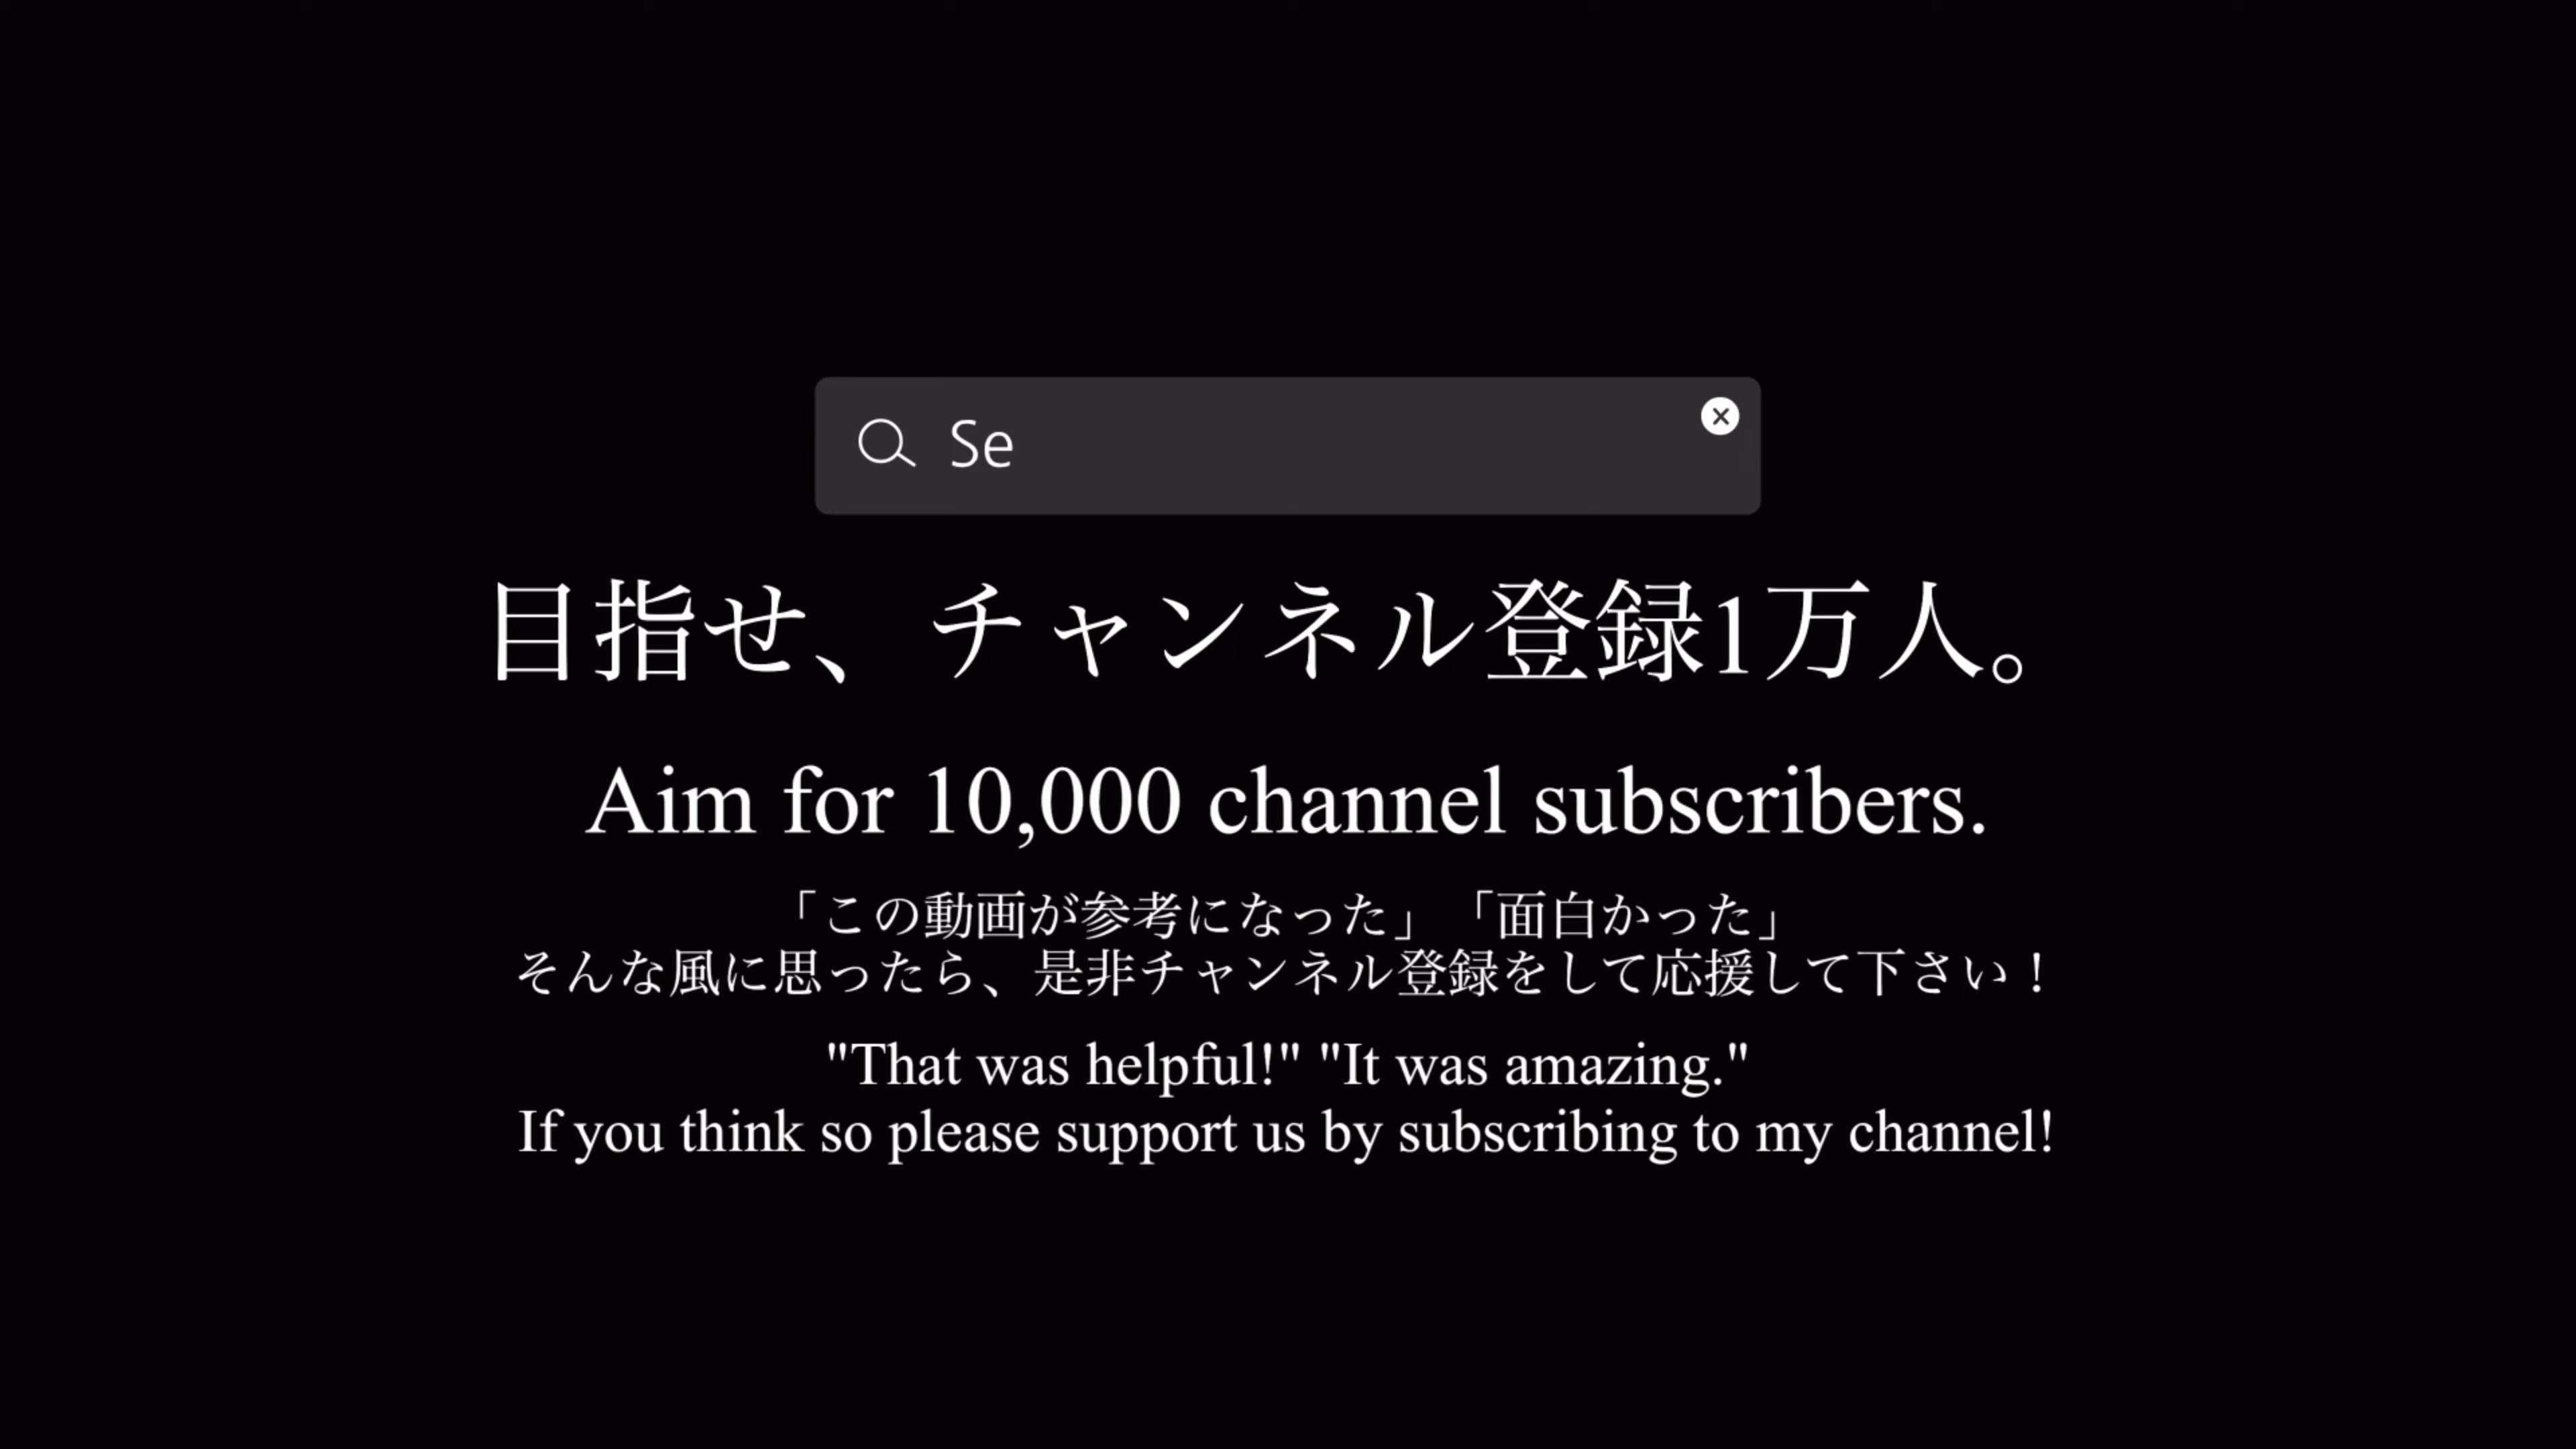 Se
目指せ、チャンネル登録1万人。
Aim for 10,000 channel subscribers.
「この動画が参考になった」「面白かった」
そんな風に思ったら、是非チャンネル登録をして応援して下さい！
"That was helpful!" "It was amazing."
If you think so please support us by subscribing to my channel!